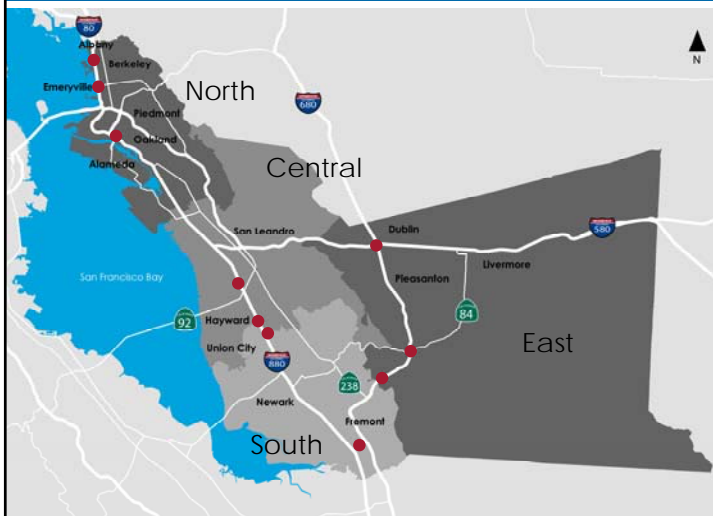 80
Albany
Berkeley
North
N
Emeryville
680
Piedmont
Oakland
Central
Alameda
San Leandro
Dublin
580
San Francisco Bay
Pleasanton
Livermore
92
Hayward
84
Union City
880
East
238
Newark
Fremont
South